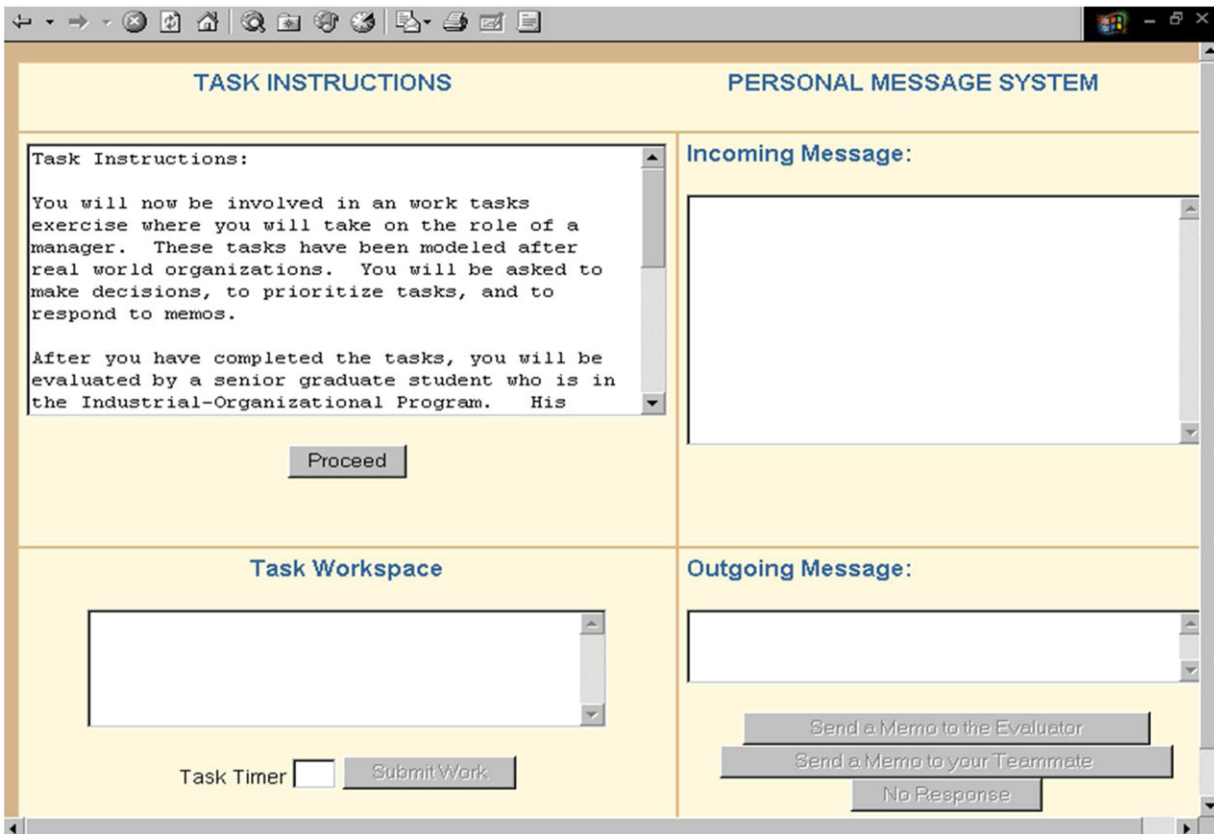 TASK INSTRUCTIONS
PERSONAL MESSAGE SYSTEM
Task Instructions:
You will now be involved in an work tasks
exercise where you will take on the role of a
manager.  These tasks have been modeled after
real world organizations.  You will be asked to
make decisions, to prioritize tasks, and to
respond to memos.
After you have completed the tasks, you will be
evaluated by a senior graduate student who is in
the Industrial-Organizational Program.   His
Proceed
Incoming Message:
Task Workspace
Task Timer
Submit Work
Outgoing Message:
Send a Memo to the Evaluator
Send a Memo to your Teammate
No Response